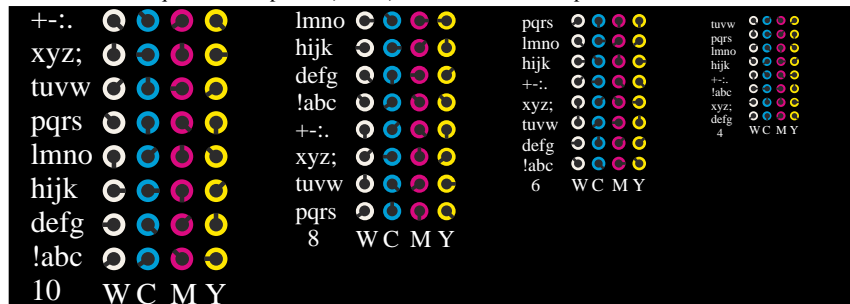 +-:.
xyz;
tuvw
pqrs
lmno
hijk
defg
!abc
10 W C M Y
lmno
hijk
defg
!abc
+-:.
xyz;
tuvw
pqrs
8 W C M Y
pqrs
lmno
hijk
+-:.
xyz;
tuvw
defg
!abc
6 W C M Y
tuvw
pqrs
lmno
hijk
+-:.
!abc
xyz;
defg
4 W C M Y